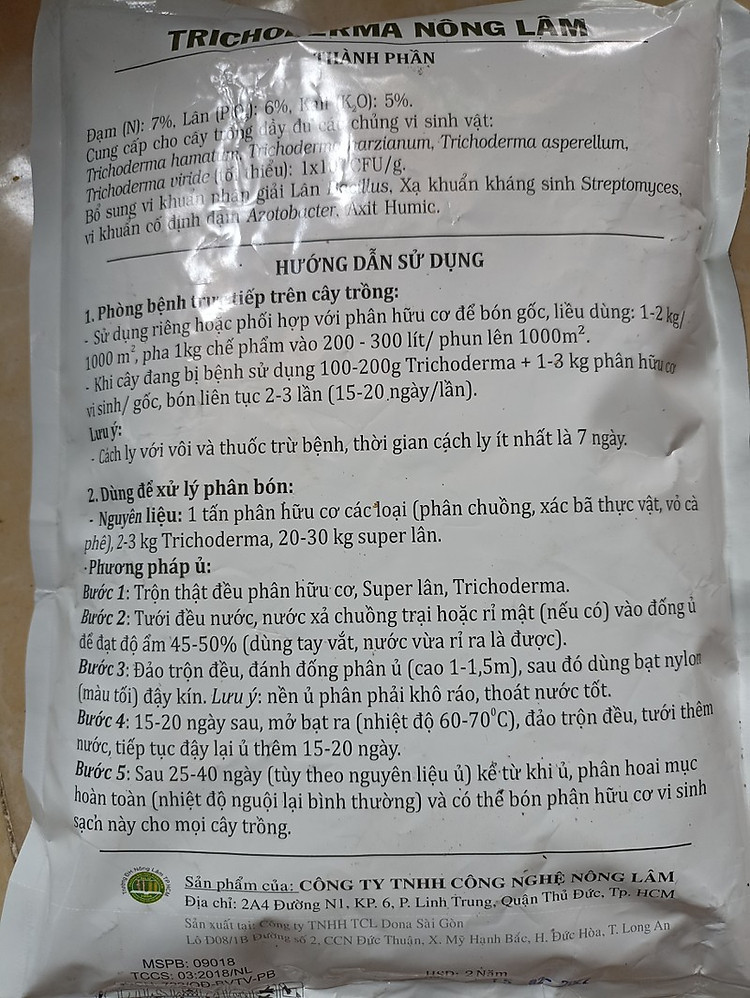 TRICHODERMA NÔNG LÂM
THÀNH PHẦN
Đạm (N): 7%, Lân (P₂O₅): 6%, Kali (K₂O): 5%.
Cung cấp cho cây trồng đầy đủ các chủng vi sinh vật:
Trichoderma hamatum, Trichoderma harzianum, Trichoderma asperellum,
Trichoderma viride (tối thiểu): CFU/g.
Bổ sung vi khuẩn phân giải Lân Bacillus, Xạ khuẩn kháng sinh Streptomyces,
vi khuẩn cố định đạm Azotobacter, Axit Humic.
HƯỚNG DẪN SỬ DỤNG
1. Phòng bệnh trực tiếp trên cây trồng:
- Sử dụng riêng hoặc phối hợp với phân hữu cơ để bón gốc, liều dùng: 1-2 kg/
1000 m², pha 1kg chế phẩm vào 200 - 300 lít/ phun lên 1000m².
- Khi cây đang bị bệnh sử dụng 100-200g Trichoderma + 1-3 kg phân hữu cơ
vi sinh/ gốc, bón liên tục 2-3 lần (15-20 ngày/lần).
Lưu ý:
- Cách ly với vôi và thuốc trừ bệnh, thời gian cách ly ít nhất là 7 ngày.
2. Dùng để xử lý phân bón:
- Nguyên liệu: 1 tấn phân hữu cơ các loại (phân chuồng, xác bã thực vật, vỏ cà
phê), 2-3 kg Trichoderma, 20-30 kg super lân.
-Phương pháp ủ:
Bước 1: Trộn thật đều phân hữu cơ, Super lân, Trichoderma.
Bước 2: Tưới đều nước, nước xả chuồng trại hoặc rỉ mật (nếu có) vào đống ủ
để đạt độ ẩm 45-50% (dùng tay vắt, nước vừa rỉ ra là được).
Bước 3: Đảo trộn đều, đánh đống phân ủ (cao 1-1,5m), sau đó dùng bạt nylon
(màu tối) đậy kín. Lưu ý: nền ủ phân phải khô ráo, thoát nước tốt.
Bước 4: 15-20 ngày sau, mở bạt ra (nhiệt độ 60-70⁰C), đảo trộn đều, tưới thêm
nước, tiếp tục đậy lại ủ thêm 15-20 ngày.
Bước 5: Sau 25-40 ngày (tùy theo nguyên liệu ủ) kể từ khi ủ, phân hoai mục
hoàn toàn (nhiệt độ nguội lại bình thường) và có thể bón phân hữu cơ vi sinh
sạch này cho mọi cây trồng.
Sản phẩm của: CÔNG TY TNHH CÔNG NGHỆ NÔNG LÂM
Địa chỉ: 2A4 Đường N1, KP. 6, P. Linh Trung, Quận Thủ Đức, Tp. HCM
Sản xuất tại: Công ty TNHH TCL Dona Sài Gòn
Lô D08/1B Đường số 2, CCN Đức Thuận, X. Mỹ Hạnh Bắc, H. Đức Hòa, T. Long An
MSPB: 09018
TCCS: 03:2018/NL
HSD: 2 Năm